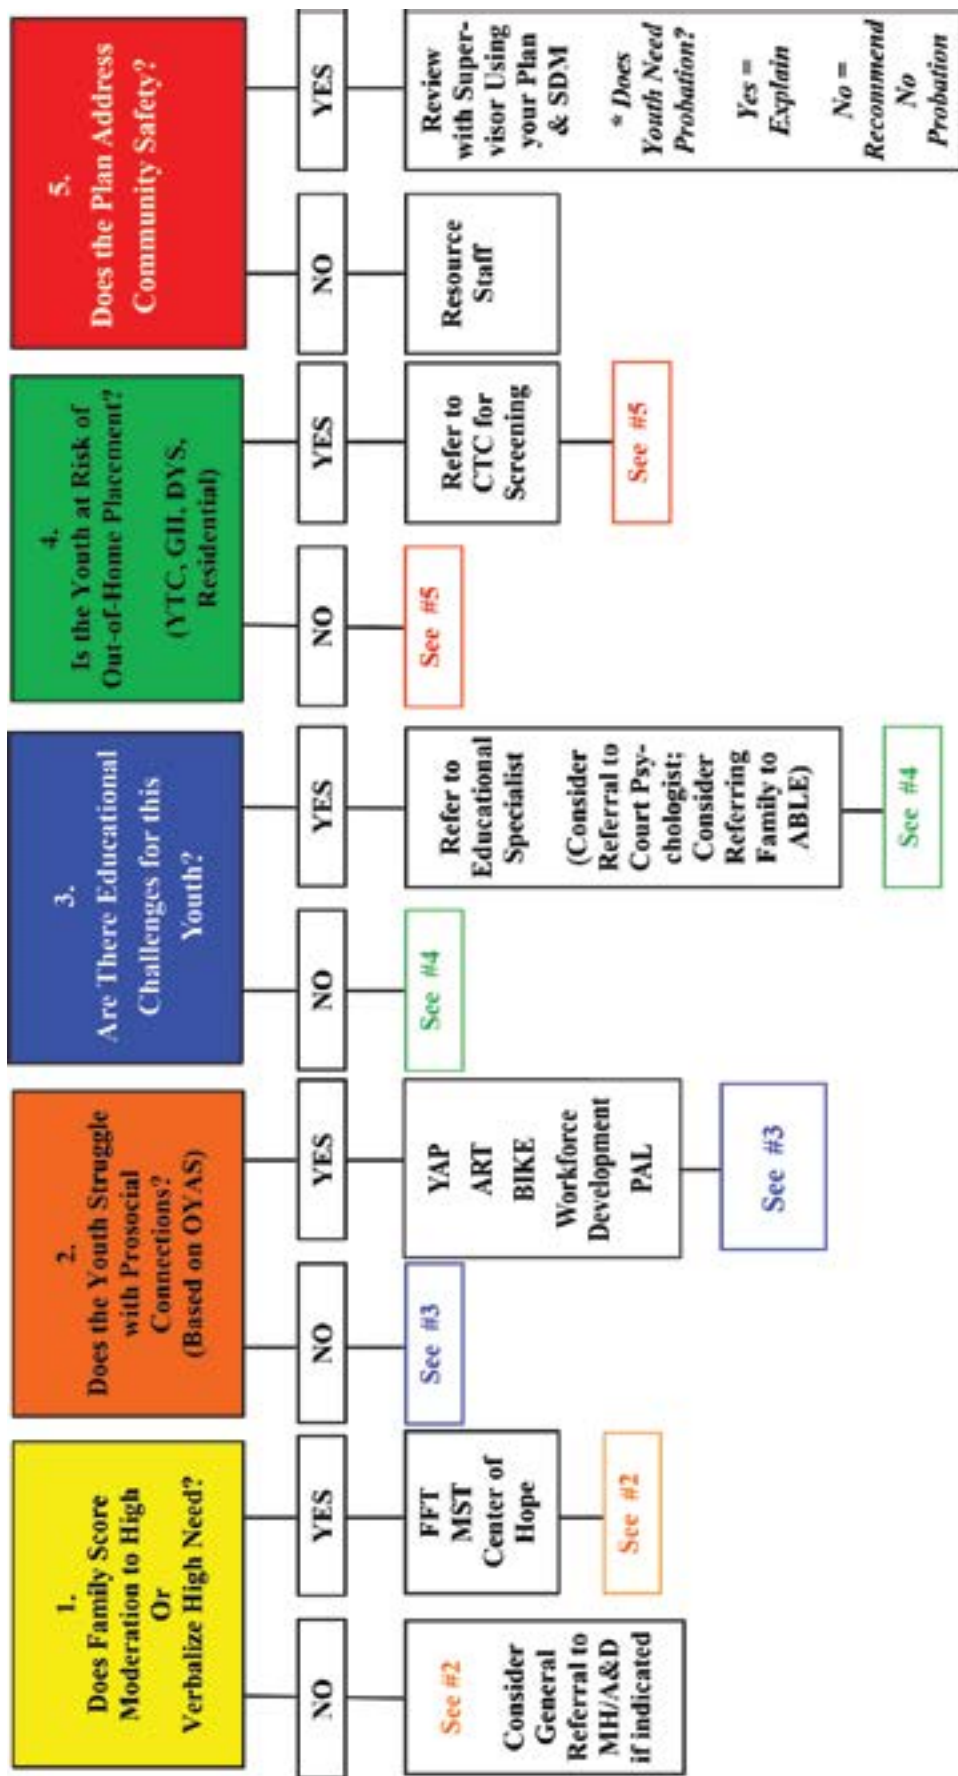 1.
Does Family Score
Moderation to High
Or
Verbalize High Need?
NO
See #2
Consider
General
Referral to
MH/A&D
if indicated
YES
FFT
MST
Center of
Hope
See #2
2.
Does the Youth Struggle
with Prosocial
Connections?
(Based on OYAS)
NO
See #3
YES
YAP
ART
BIKE
Workforce
Development
PAL
See #3
3.
Are There Educational
Challenges for this
Youth?
NO
See #4
YES
Refer to
Educational
Specialist
(Consider
Referral to
Court Psy-
chologist;
Consider
Referring
Family to
ABLE)
See #4
4.
Is the Youth at Risk of
Out-of-Home Placement?
(YTC, GH, DYS,
Residential)
NO
See #5
YES
Refer to
CTC for
Screening
See #5
5.
Does the Plan Address
Community Safety?
NO
Resource
Staff
YES
Review
with Super-
visor Using
your Plan
& SDM
* Does
Youth Need
Probation?
Yes =
Explain
No =
Recommend
No
Probation